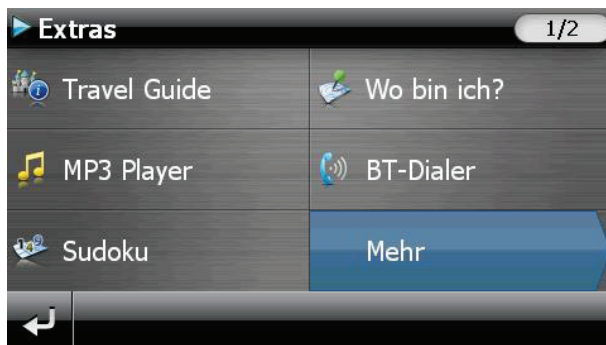 Extras
1/2
Travel Guide
Wo bin ich?
MP3 Player
BT-Dialer
Sudoku
Mehr